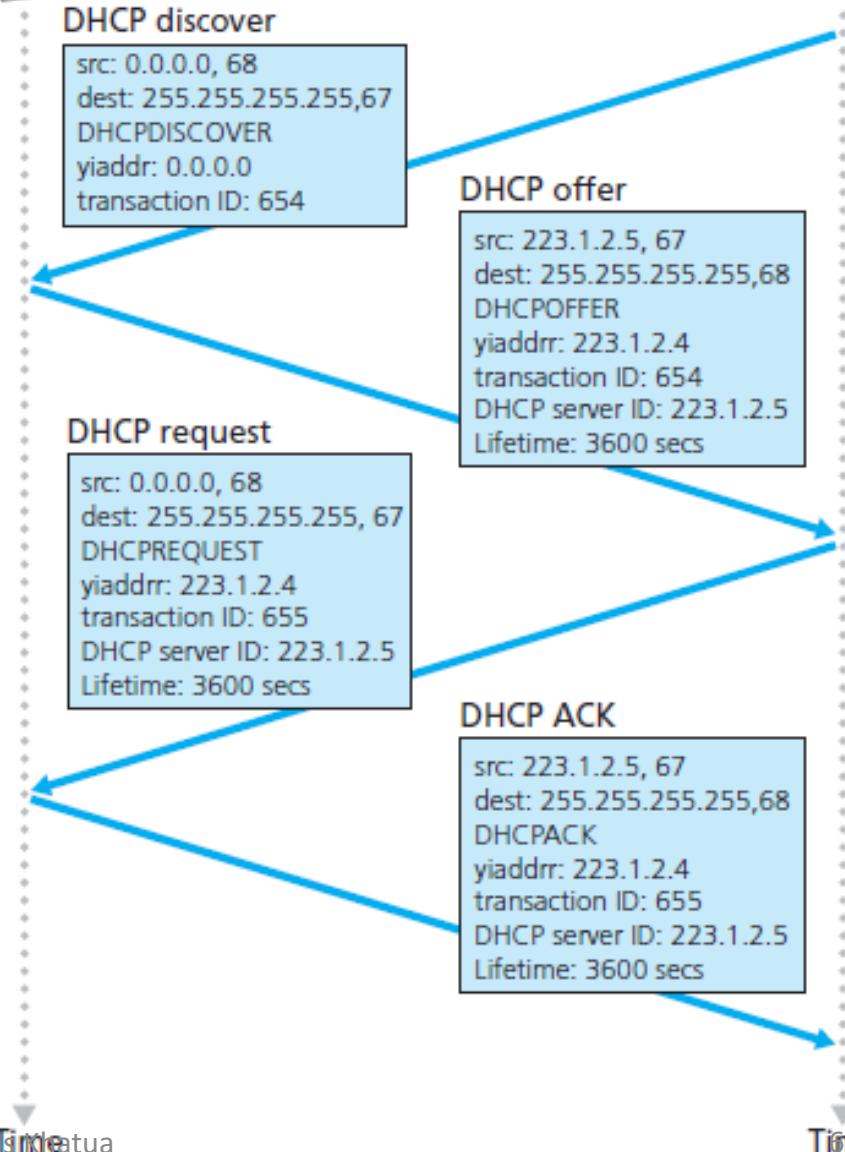 DHCP discover
src: 0.0.0.0, 68
dest: 255.255.255.255,67
DHCPDISCOVER
yiaddr: 0.0.0.0
transaction ID: 654
DHCP offer
src: 223.1.2.5, 67
dest: 255.255.255.255,68
DHCPOFFER
yiaddrr: 223.1.2.4
transaction ID: 654
DHCP server ID: 223.1.2.5
Lifetime: 3600 secs
DHCP request
src: 0.0.0.0, 68
dest: 255.255.255.255, 67
DHCPREQUEST
yiaddrr: 223.1.2.4
transaction ID: 655
DHCP server ID: 223.1.2.5
Lifetime: 3600 secs
DHCP ACK
src: 223.1.2.5, 67
dest: 255.255.255.255,68
DHCPACK
yiaddrr: 223.1.2.4
transaction ID: 655
DHCP server ID: 223.1.2.5
Lifetime: 3600 secs
Time